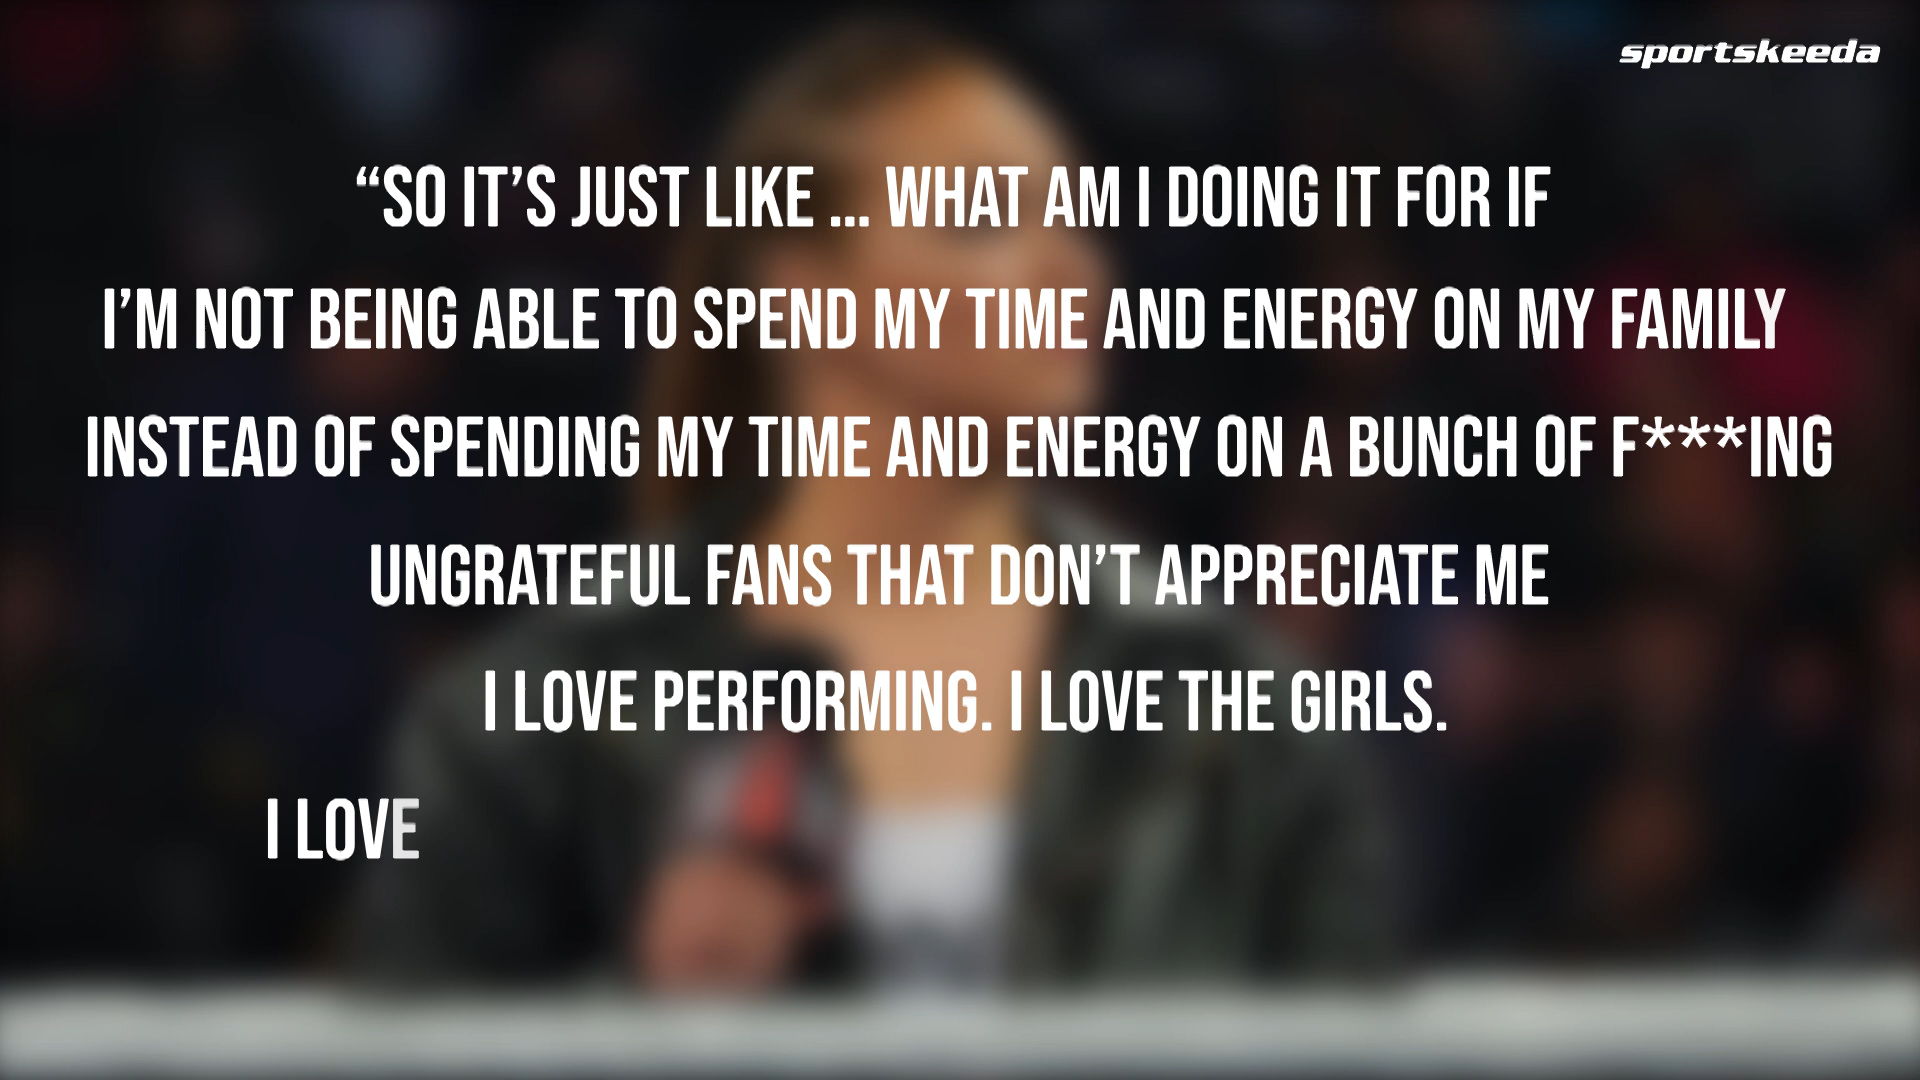 sportskeeda
“SO IT’S JUST LIKE ... WHAT AM I DOING IT FOR IF
I’M NOT BEING ABLE TO SPEND MY TIME AND ENERGY ON MY FAMILY
INSTEAD OF SPENDING MY TIME AND ENERGY ON A BUNCH OF F***ING
UNGRATEFUL FANS THAT DON’T APPRECIATE ME
I LOVE PERFORMING. I LOVE THE GIRLS.
I LOVE